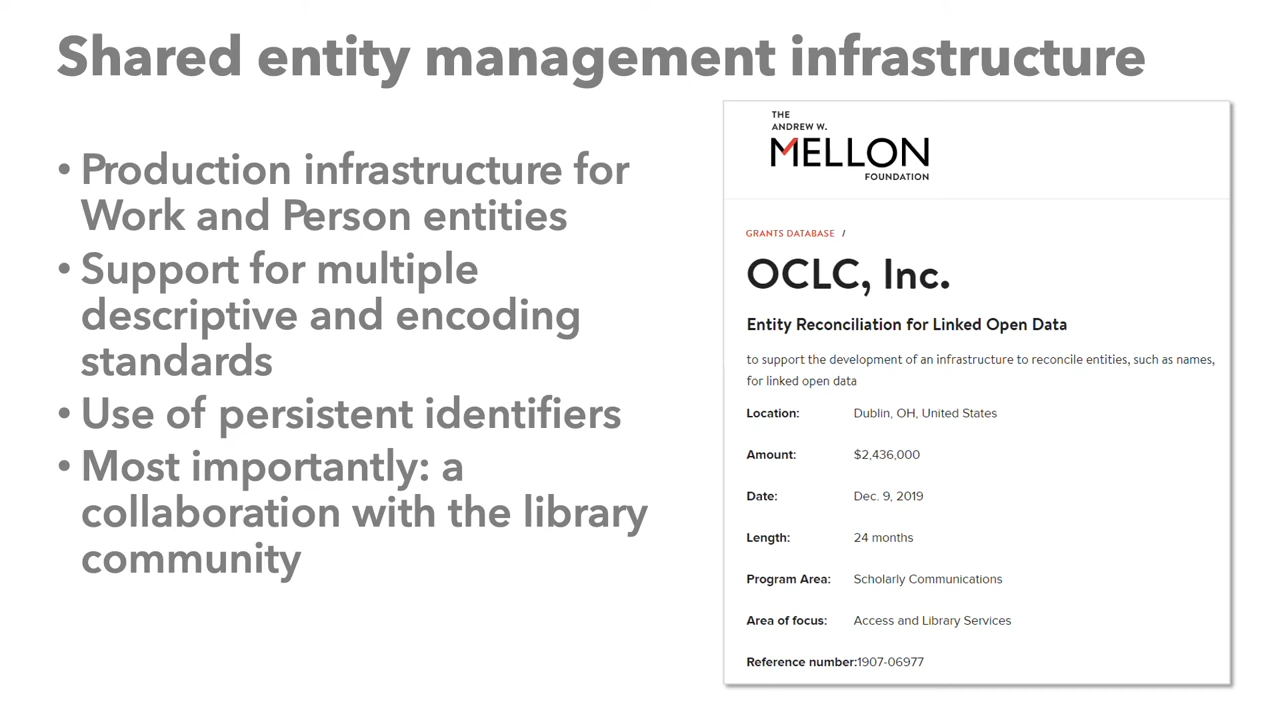 Shared entity management infrastructure
• Production infrastructure for
Work and Person entities
• Support for multiple
descriptive and encoding
standards
• Use of persistent identifiers
• Most importantly: a
collaboration with the library
community
THE
ANDREW W.
MELLON
FOUNDATION
GRANTS DATABASE /
OCLC, Inc.
Entity Reconciliation for Linked Open Data
to support the development of an infrastructure to reconcile entities, such as names,
for linked open data
Location: Dublin, OH, United States
Amount: $2,436,000
Date: Dec. 9, 2019
Length: 24 months
Program Area: Scholarly Communications
Area of focus: Access and Library Services
Reference number:1907-06977